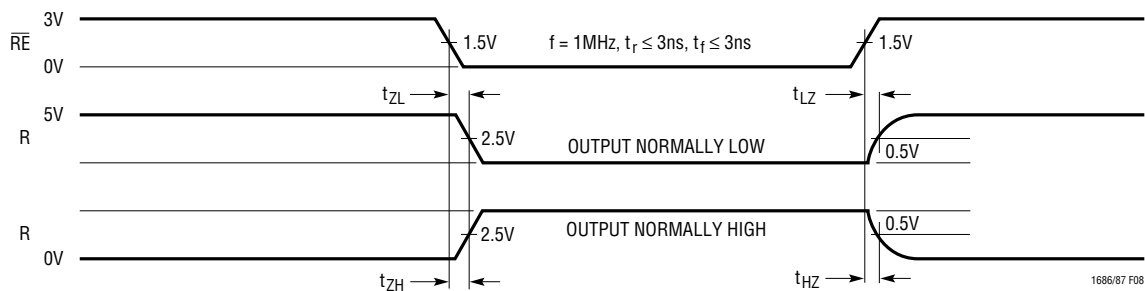 3V
RE
0V
1.5V
f = 1MHz, tr ≤ 3ns, tf ≤ 3ns
1.5V
tZL
tLZ
5V
R
2.5V
OUTPUT NORMALLY LOW
0.5V
R
0V
2.5V
OUTPUT NORMALLY HIGH
0.5V
tZH
tHZ
1686/87 F08